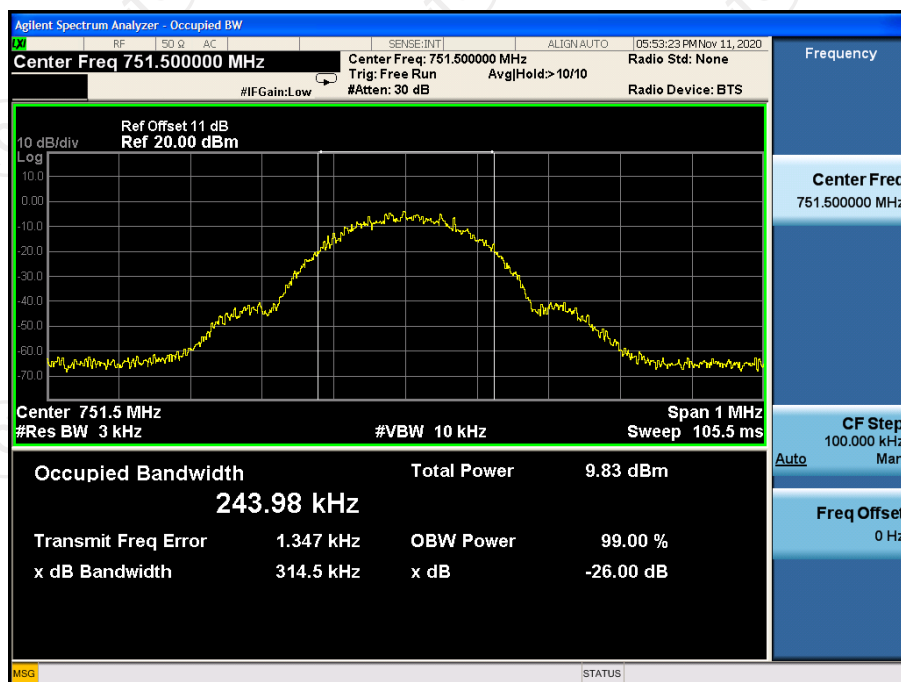 Agilent Spectrum Analyzer - Occupied BW
LXI RF 50 Ω AC SENSE:INT ALIGN AUTO 05:53:23 PM Nov 11, 2020
Center Freq 751.500000 MHz Center Freq: 751.500000 MHz Radio Std: None
Trig: Free Run Avg|Hold:> 10/10
#IFGain:Low #Atten: 30 dB Radio Device: BTS
Ref Offset 11 dB
10 dB/div Ref 20.00 dBm
Log
10.0
0.00
-10.0
-20.0
-30.0
-40.0
-50.0
-60.0
-70.0
Center 751.5 MHz Span 1 MHz
#Res BW 3 kHz #VBW 10 kHz Sweep 105.5 ms
Occupied Bandwidth Total Power 9.83 dBm
243.98 kHz
Transmit Freq Error 1.347 kHz OBW Power 99.00 %
x dB Bandwidth 314.5 kHz x dB -26.00 dB
Frequency
Center Freq
751.500000 MHz
CF Step
100.000 kHz
Auto Man
Freq Offset
0 Hz
MSG STATUS